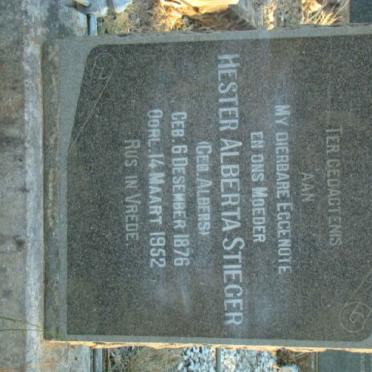 TER GEDAGTENIS
AAN
MY DIERBARE EGGENOTE
EN ONS MOEDER
HESTER ALBERTA STIEGER
(GEB. ALBERS)
GEB. 6 DESEMBER 1876
OORL. 14 MAART 1952
RUS IN VREDE.